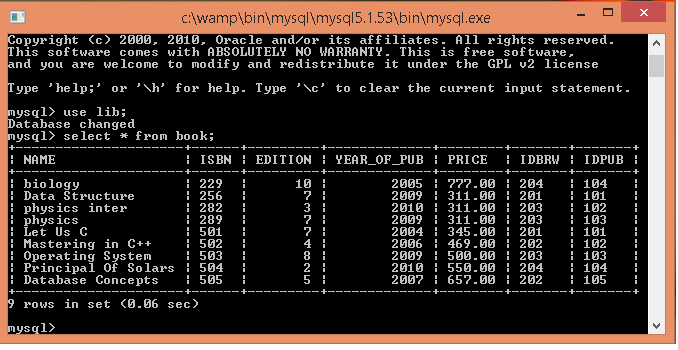 c:\wamp\bin\mysql\mysql5.1.53\bin\mysql.exe
Copyright (c) 2000, 2010, Oracle and/or its affiliates. All rights reserved.
This software comes with ABSOLUTELY NO WARRANTY. This is free software,
and you are welcome to modify and redistribute it under the GPL v2 license
Type 'help;' or '\h' for help. Type '\c' to clear the current input statement.
mysql> use lib;
Database changed
mysql> select * from book;
+---------------------+------+---------+-------------+--------+-------+-------+
| NAME                | ISBN | EDITION | YEAR_OF_PUB | PRICE  | IDBRW | IDPUB |
+---------------------+------+---------+-------------+--------+-------+-------+
| biology             | 229  |      10 |        2005 | 777.00 | 204   | 104   |
| Data Structure      | 256  |       7 |        2009 | 311.00 | 201   | 101   |
| physics inter       | 282  |       3 |        2010 | 311.00 | 203   | 102   |
| physics             | 289  |       7 |        2009 | 311.00 | 203   | 103   |
| Let Us C            | 501  |       7 |        2004 | 345.00 | 201   | 101   |
| Mastering in C++    | 502  |       4 |        2006 | 469.00 | 202   | 102   |
| Operating System    | 503  |       8 |        2009 | 500.00 | 203   | 103   |
| Principal Of Solars | 504  |       2 |        2010 | 550.00 | 204   | 104   |
| Database Concepts   | 505  |       5 |        2007 | 657.00 | 202   | 105   |
+---------------------+------+---------+-------------+--------+-------+-------+
9 rows in set (0.06 sec)
mysql>